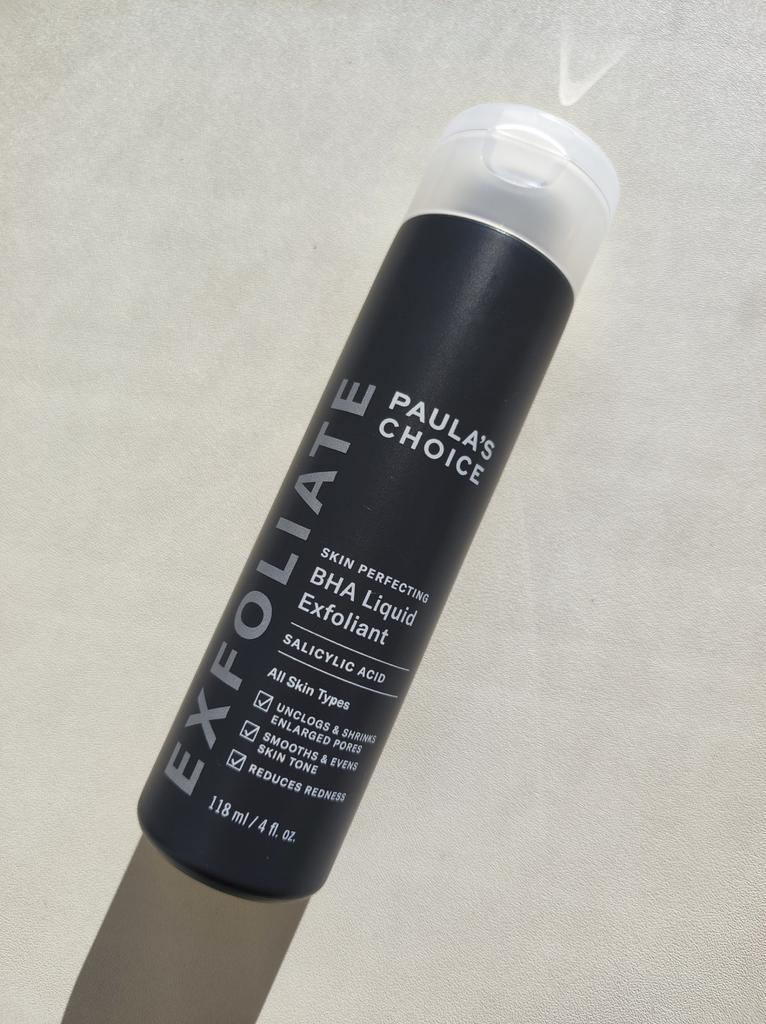 EXFOLIATE
PAULA'S
CHOICE
SKIN PERFECTING
BHA Liquid
Exfoliant
SALICYLIC ACID
All Skin Types
UNCLOGS & SHRINKS
ENLARGED PORES
SMOOTHS & EVENS
SKIN TONE
REDUCES REDNESS
118 ml / 4 fl. oz.